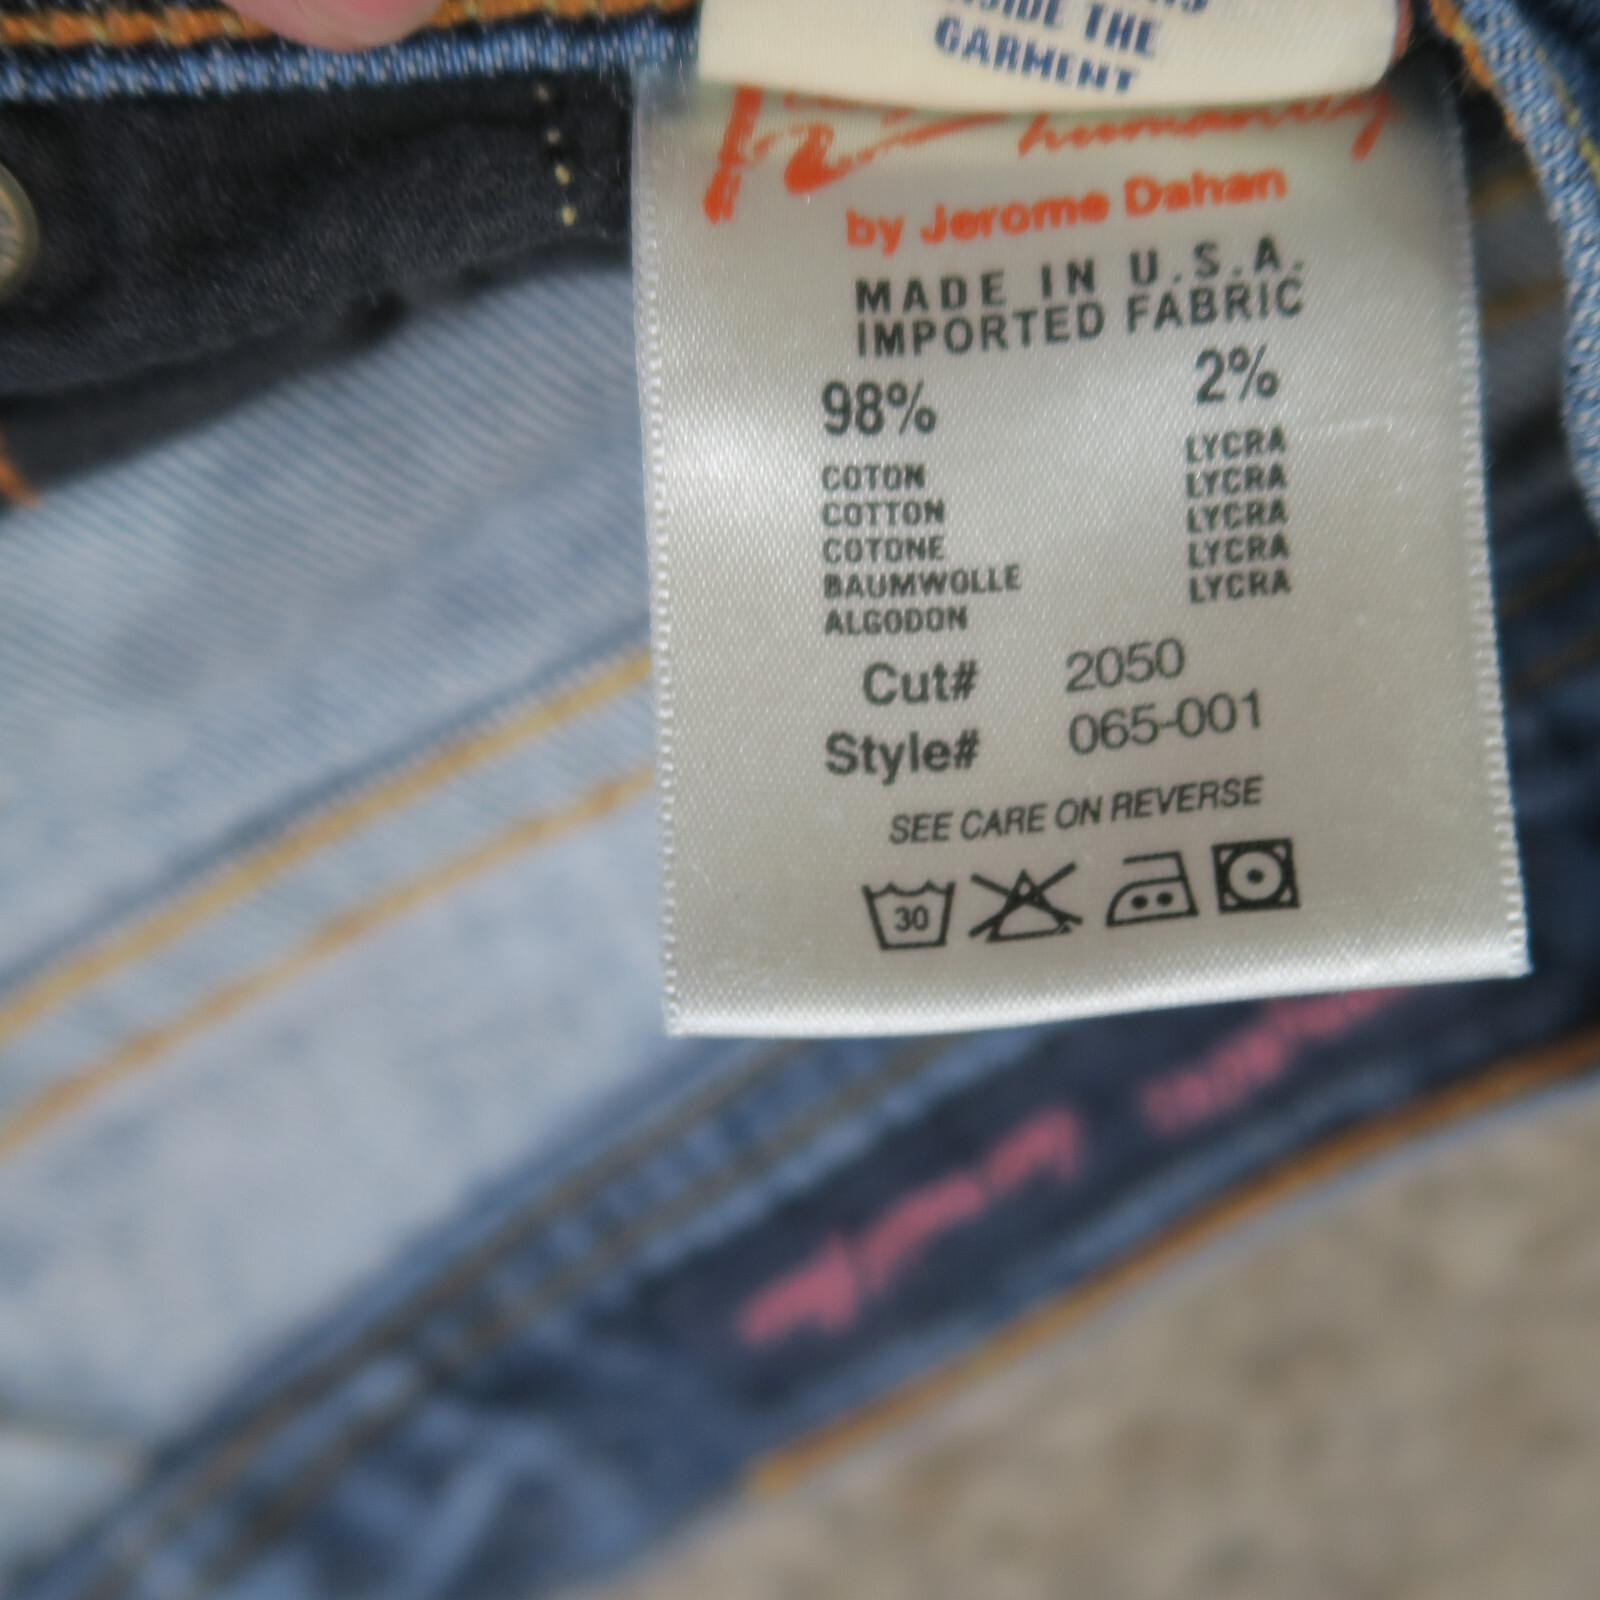 THE
GARMENT
humanity
by Jerome Dahan
MADE IN U.S.A.
IMPORTED FABRIC
98% 2%
LYCRA
COTON LYCRA
COTTON LYCRA
COTONE LYCRA
BAUMWOLLE LYCRA
ALGODON
Cut# 2050
Style# 065-001
SEE CARE ON REVERSE
30